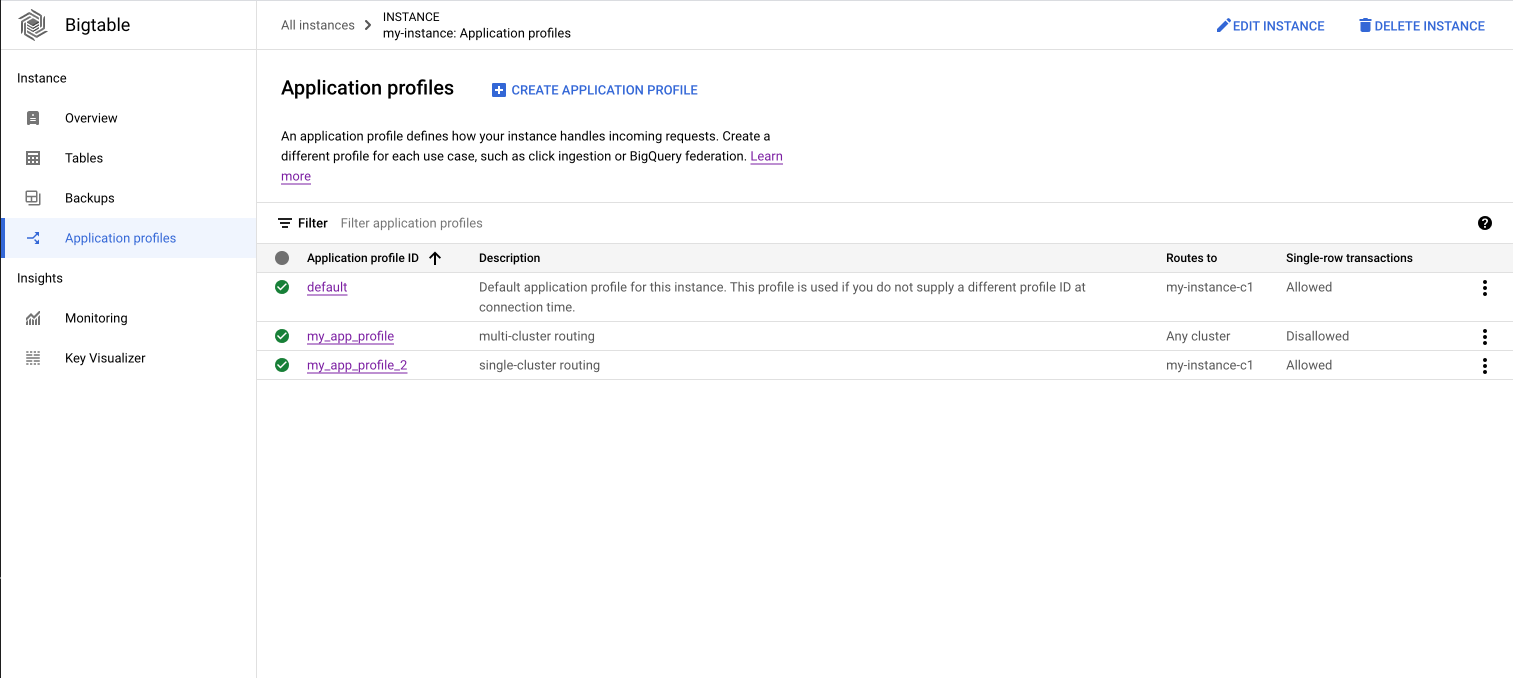 Bigtable
All instances
INSTANCE
my-instance: Application profiles
EDIT INSTANCE
DELETE INSTANCE
Instance
Overview
Tables
Backups
Application profiles
Insights
Monitoring
Key Visualizer
Application profiles
CREATE APPLICATION PROFILE
An application profile defines how your instance handles incoming requests. Create a
different profile for each use case, such as click ingestion or BigQuery federation. Learn
more
Filter Filter application profiles
Application profile ID Description Routes to Single-row transactions
default Default application profile for this instance. This profile is used if you do not supply a different profile ID at my-instance-c1 Allowed
connection time.
my_app_profile multi-cluster routing Any cluster Disallowed
my_app_profile_2 single-cluster routing my-instance-c1 Allowed